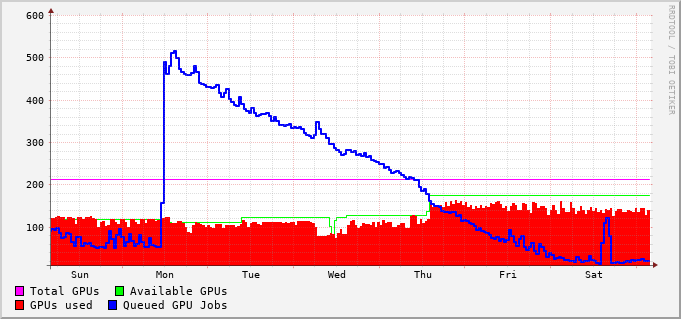 RRDTOOL / TOBI OETIKER
600
500
400
300
200
100
Sun Mon Tue Wed Thu Fri Sat
Total GPUs Available GPUs
GPUs used Queued GPU Jobs